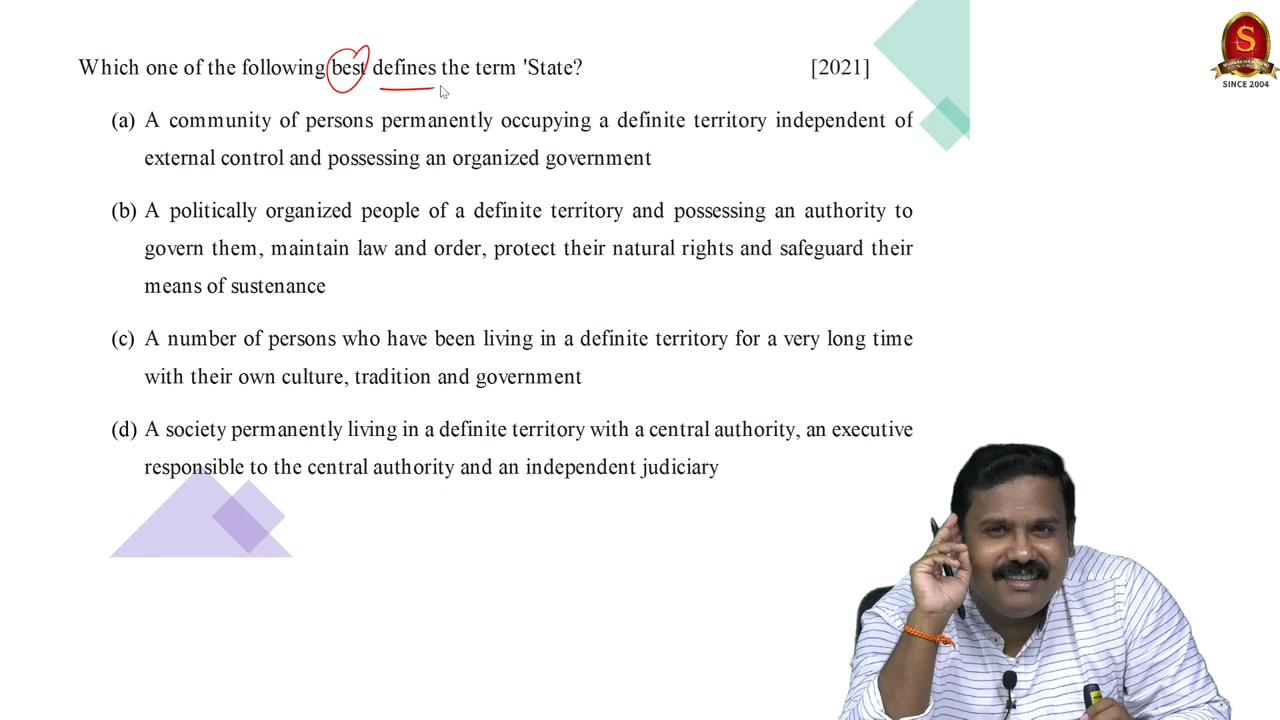 Which one of the following best defines the term 'State?
[2021]
(a) A community of persons permanently occupying a definite territory independent of
external control and possessing an organized government
(b) A politically organized people of a definite territory and possessing an authority to
govern them, maintain law and order, protect their natural rights and safeguard their
means of sustenance
(c) A number of persons who have been living in a definite territory for a very long time
with their own culture, tradition and government
(d) A society permanently living in a definite territory with a central authority, an executive
responsible to the central authority and an independent judiciary
S
SINCE 2004